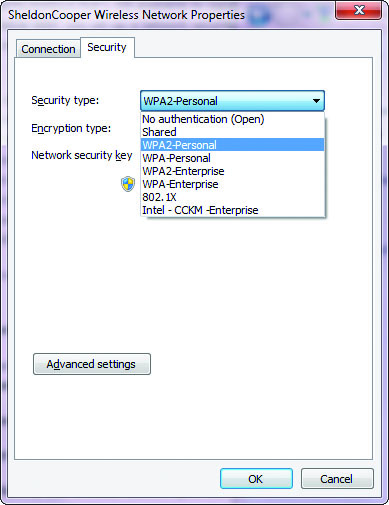 SheldonCooper Wireless Network Properties
Connection Security
Security type: WPA2-Personal
No authentication (Open)
Encryption type:
Shared
WPA2-Personal
Network security key
WPA-Personal
WPA2-Enterprise
WPA-Enterprise
802.1X
Intel - CCKM -Enterprise
Advanced settings
OK Cancel